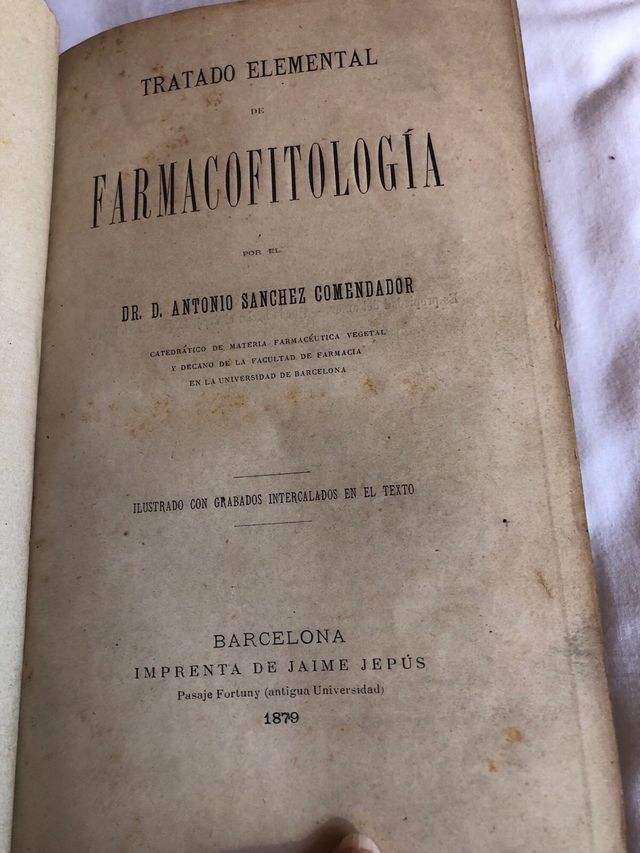 TRATADO ELEMENTAL
DE
FARMACOFITOLOGÍA
POR EL
DR. D. ANTONIO SANCHEZ COMENDADOR
CATEDRÁTICO DE MATERIA FARMACÉUTICA VEGETAL
Y DECANO DE LA FACULTAD DE FARMACIA
EN LA UNIVERSIDAD DE BARCELONA
ILUSTRADO CON GRABADOS INTERCALADOS EN EL TEXTO
BARCELONA
IMPRENTA DE JAIME JEPÚS
Pasaje Fortuny (antigua Universidad)
1879